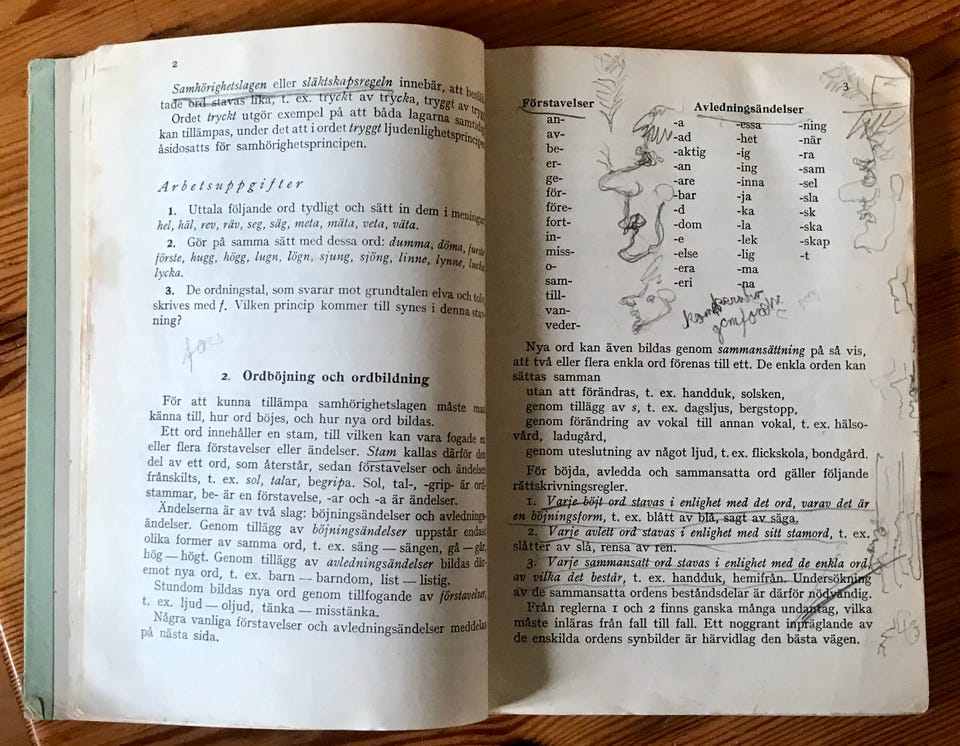 2
Samhörighetslagen eller släktskapsregeln innebär, att besläk-
tade ord stavas lika, t. ex. tryckt av trycka, tryggt av trygg.
Ordet tryckt utgör exempel på att båda lagarna samtidigt
kan tillämpas, under det att i ordet tryggt ljudenlighetsprincipen
åsidosatts för samhörighetsprincipen.
Arbetsuppgifter
1. Uttala följande ord tydligt och sätt in dem i meningar:
hel, häl, rev, räv, seg, säg, meta, mäta, veta, väta.
2. Gör på samma sätt med dessa ord: dumma, döma,
förste, hugg, högg, lugn, lögn, sjung, sjöng, linne, lynne,
lycka.
3. De ordningstal, som svarar mot grundtalen elva och tolv,
skrives med f. Vilken princip kommer till synes i denna stav-
ning?
2. Ordböjning och ordbildning
För att kunna tillämpa samhörighetslagen måste man
känna till, hur ord böjes, och hur nya ord bildas.
Ett ord innehåller en stam, till vilken kan vara fogade en
eller flera förstavelser eller ändelser. Stam kallas därför den
del av ett ord, som återstår, sedan förstavelser och ändelser
frånskilts, t. ex. sol, talar, begripa. Sol, tal-, -grip- är ord-
stammar, be- är en förstavelse, -ar och -a är ändelser.
Ändelserna är av två slag: böjningsändelser och avlednings-
ändelser. Genom tillägg av böjningsändelser uppstår endast
olika former av samma ord, t. ex. säng — sängen, gå — går,
hög — högt. Genom tillägg av avledningsändelser bildas där-
emot nya ord, t. ex. barn — barndom, list — listig.
Stundom bildas nya ord genom tillfogande av förstavelser,
t. ex. ljud — oljud, tänka — misstänka.
Några vanliga förstavelser och avledningsändelser meddelas
på nästa sida.
3
Förstavelser
an-
av-
be-
er-
ge-
för-
före-
fort-
in-
miss-
o-
sam-
till-
van-
veder-
Avledningsändelser
-a
-ad
-aktig
-an
-are
-bar
-d
-dom
-e
-else
-era
-eri
-essa
-het
-ig
-ing
-inna
-ja
-ka
-la
-lek
-lig
-ma
-na
-ning
-när
-ra
-sam
-sel
-sla
-sk
-ska
-skap
-t
Nya ord kan även bildas genom sammansättning på så vis,
att två eller flera enkla ord förenas till ett. De enkla orden kan
sättas samman
utan att förändras, t. ex. handduk, solsken,
genom tillägg av s, t. ex. dagsljus, bergstopp,
genom förändring av vokal till annan vokal, t. ex. hälso-
vård, ladugård,
genom uteslutning av något ljud, t. ex. flickskola, bondgård.
För böjda, avledda och sammansatta ord gäller följande
rättskrivningsregler.
1. Varje böjt ord stavas i enlighet med det ord, varav det är
en böjningsform, t. ex. blått av blå, sagt av säga.
2. Varje avlett ord stavas i enlighet med sitt stamord, t. ex.
slåtter av slå, rensa av ren.
3. Varje sammansatt ord stavas i enlighet med de enkla ord,
av vilka det består, t. ex. handduk, hemifrån. Undersökning
av de sammansatta ordens beståndsdelar är därför nödvändig.
Från reglerna 1 och 2 finns ganska många undantag, vilka
måste inläras från fall till fall. Ett noggrant inpräglande av
de enskilda ordens synbilder är härvidlag den bästa vägen.